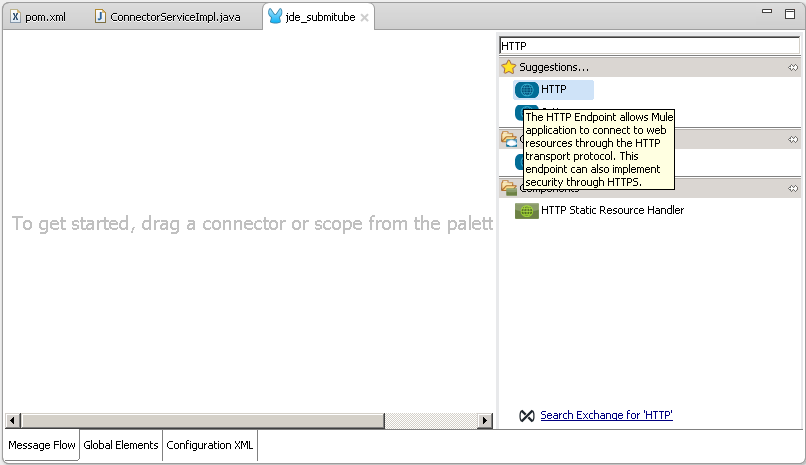 pom.xml
ConnectorServiceImpl.java
jde_submitube
HTTP
Suggestions...
HTTP
The HTTP Endpoint allows Mule
application to connect to web
resources through the HTTP
transport protocol. This
endpoint can also implement
security through HTTPS.
Components
HTTP Static Resource Handler
To get started, drag a connector or scope from the palett
Search Exchange for 'HTTP'
Message Flow
Global Elements
Configuration XML